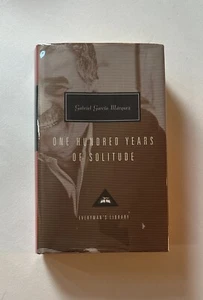 Gabriel García Márquez
ONE HUNDRED YEARS
OF SOLITUDE
EVERYMAN'S LIBRARY